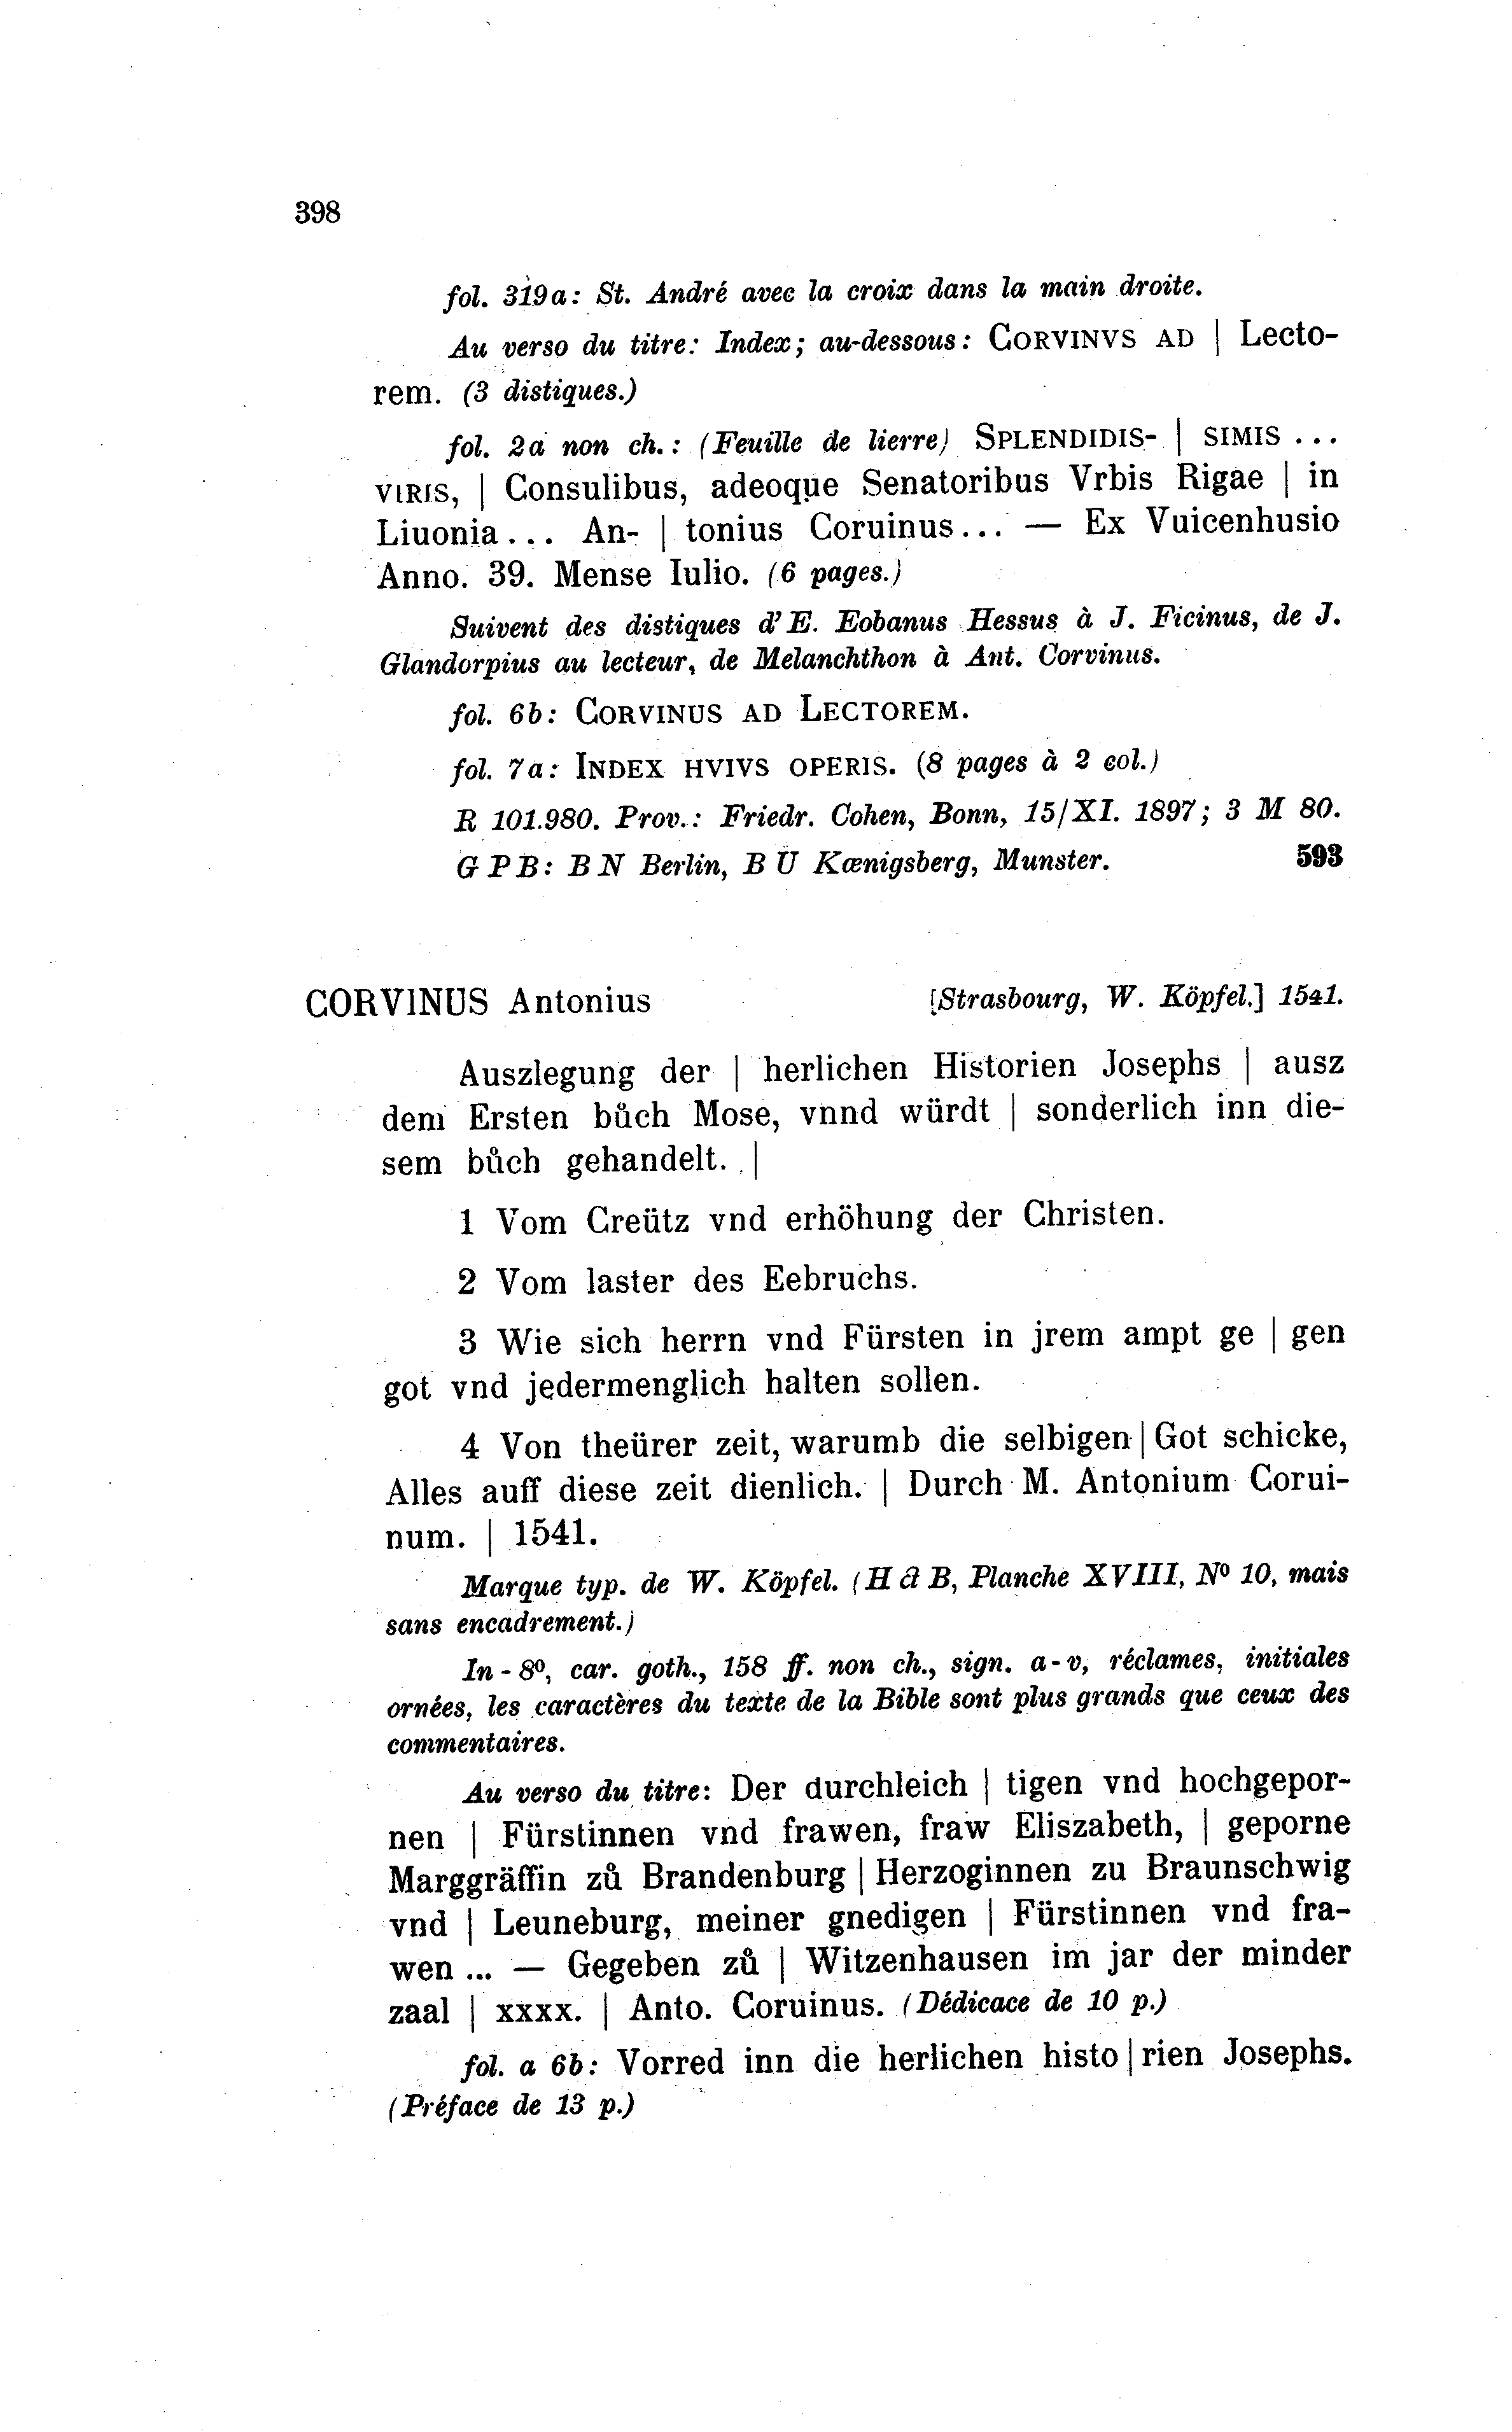 398
fol. 319a: St. André avec la croix dans la main droite.
Au verso du titre: Index; au-dessous: CORVINVS AD | Lecto-
rem. (3 distiques.)
fol. 2a non ch.: (Feuille de lierre) SPLENDIDIS- | SIMIS ...
VIRIS, | Consulibus, adeoque Senatoribus Vrbis Rigae | in
Liuonia... An- | tonius Coruinus... — Ex Vuicenhusio
Anno. 39. Mense Iulio. (6 pages.)
Suivent des distiques d'E. Eobanus Hessus à J. Ficinus, de J.
Glandorpius au lecteur, de Melanchthon à Ant. Corvinus.
fol. 6b: CORVINUS AD LECTOREM.
fol. 7a: INDEX HVIVS OPERIS. (8 pages à 2 col.)
R 101.980. Prov.: Friedr. Cohen, Bonn, 15/XI. 1897; 3 M 80.
G P B: B N Berlin, B U Kœnigsberg, Munster. 593
CORVINUS Antonius [Strasbourg, W. Köpfel.] 1541.
Auszlegung der | herlichen Historien Josephs | ausz
dem Ersten bůch Mose, vnnd würdt | sonderlich inn die-
sem bůch gehandelt. |
1 Vom Creütz vnd erhöhung der Christen.
2 Vom laster des Eebruchs.
3 Wie sich herrn vnd Fürsten in jrem ampt ge | gen
got vnd jedermenglich halten sollen.
4 Von theürer zeit, warumb die selbigen | Got schicke,
Alles auff diese zeit dienlich. | Durch M. Antonium Corui-
num. | 1541.
Marque typ. de W. Köpfel. (H & B, Planche XVIII, Nº 10, mais
sans encadrement.)
In-8º, car. goth., 158 ff. non ch., sign. a-v, réclames, initiales
ornées, les caractères du texte de la Bible sont plus grands que ceux des
commentaires.
Au verso du titre: Der durchleich | tigen vnd hochgepor-
nen | Fürstinnen vnd frawen, fraw Eliszabeth, | geporne
Marggräffin zů Brandenburg | Herzoginnen zu Braunschwig
vnd | Leuneburg, meiner gnedigen | Fürstinnen vnd fra-
wen ... — Gegeben zů | Witzenhausen im jar der minder
zaal | xxxx. | Anto. Coruinus. (Dédicace de 10 p.)
fol. a 6b: Vorred inn die herlichen histo | rien Josephs.
(Préface de 13 p.)